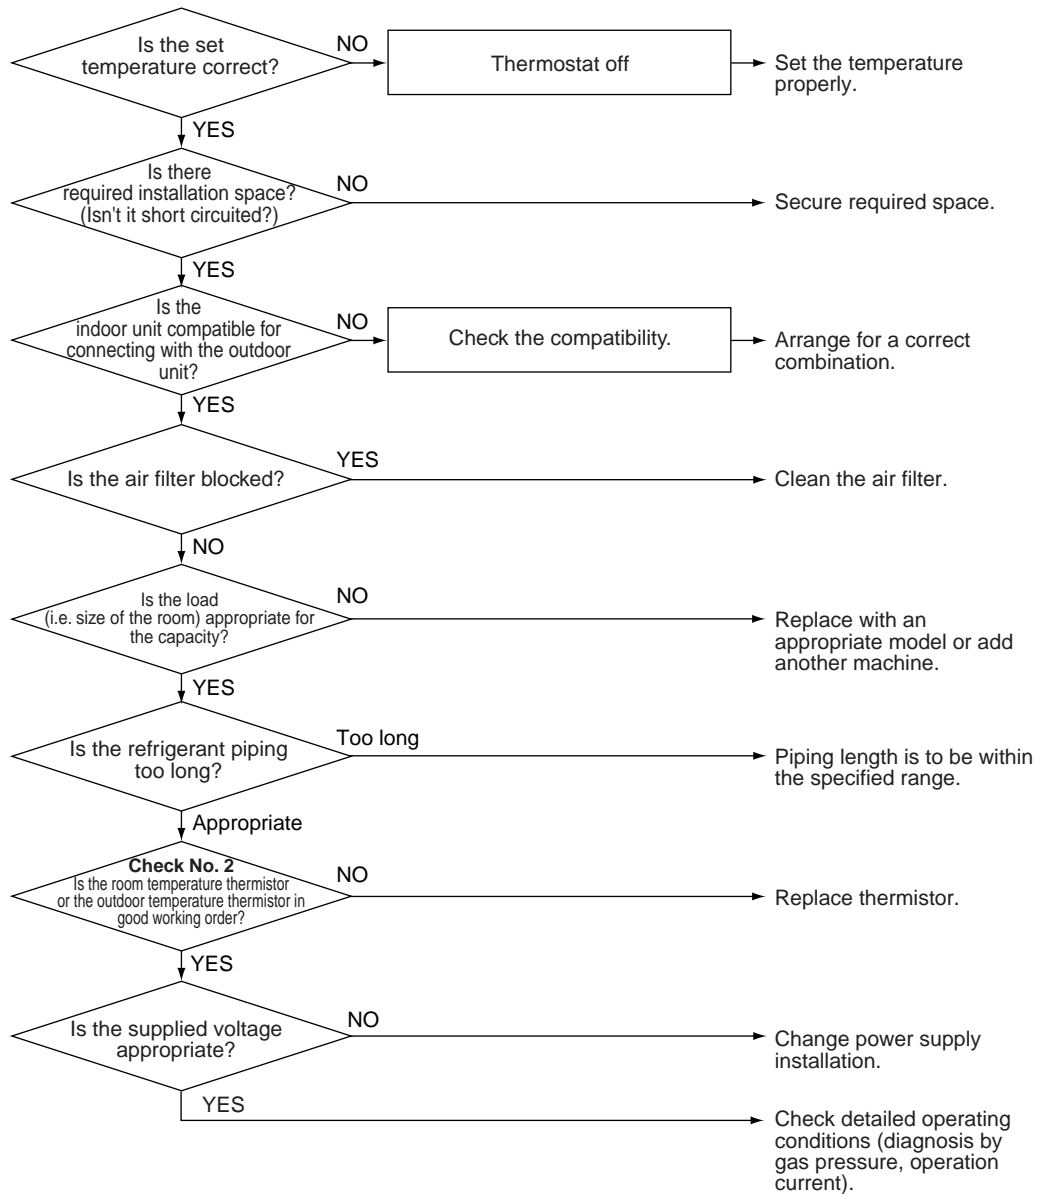 Is the set
temperature correct?
NO
Thermostat off
Set the temperature
properly.
YES
Is there
required installation space?
(Isn't it short circuited?)
NO
Secure required space.
YES
Is the
indoor unit compatible for
connecting with the outdoor
unit?
NO
Check the compatibility.
Arrange for a correct
combination.
YES
Is the air filter blocked?
YES
Clean the air filter.
NO
Is the load
(i.e. size of the room) appropriate for
the capacity?
NO
Replace with an
appropriate model or add
another machine.
YES
Is the refrigerant piping
too long?
Too long
Piping length is to be within
the specified range.
Appropriate
Check No. 2
Is the room temperature thermistor
or the outdoor temperature thermistor in
good working order?
NO
Replace thermistor.
YES
Is the supplied voltage
appropriate?
NO
Change power supply
installation.
YES
Check detailed operating
conditions (diagnosis by
gas pressure, operation
current).